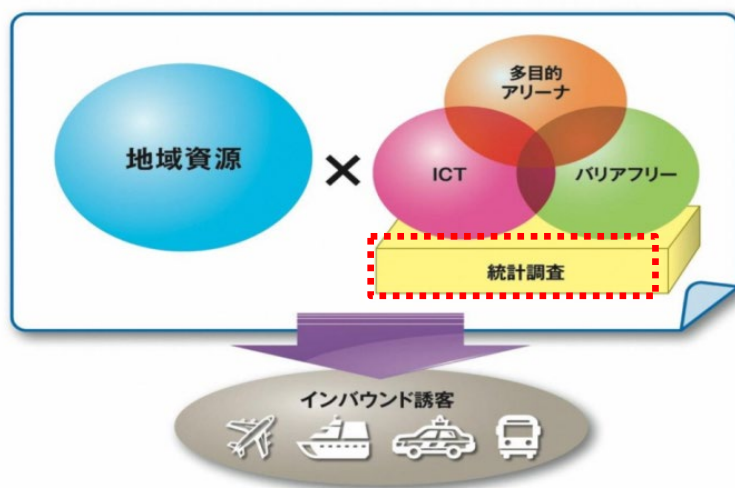 多目的
アリーナ
地域資源
×
ICT
バリアフリー
統計調査
インバウンド誘客